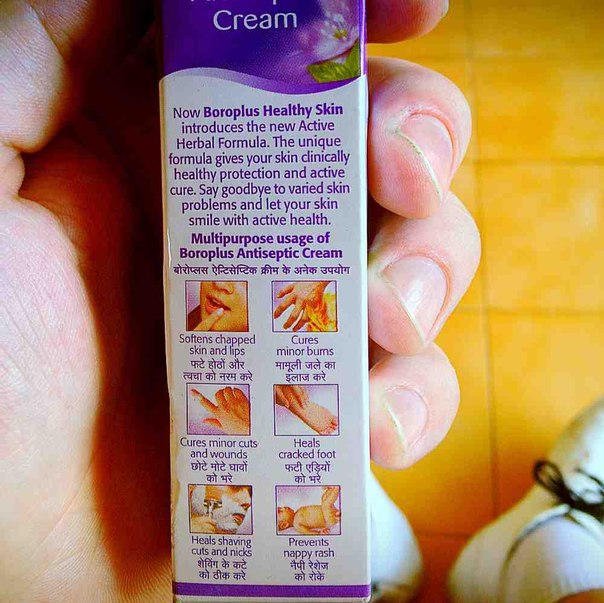 Cream
Now Boroplus Healthy Skin
introduces the new Active
Herbal Formula. The unique
formula gives your skin clinically
healthy protection and active
cure. Say goodbye to varied skin
problems and let your skin
smile with active health.
Multipurpose usage of
Boroplus Antiseptic Cream
बोरोप्लस ऐन्टिसेप्टिक क्रीम के अनेक उपयोग
Softens chapped
skin and lips
फटे होठों और
त्वचा को नरम करे
Cures
minor burns
मामूली जले का
इलाज करे
Cures minor cuts
and wounds
छोटे मोटे घावों
को भरे
Heals
cracked foot
फटी एड़ियों
को भरे
Heals shaving
cuts and nicks
शेविंग के कटे
को ठीक करे
Prevents
nappy rash
नैपी रेशेज
को रोके